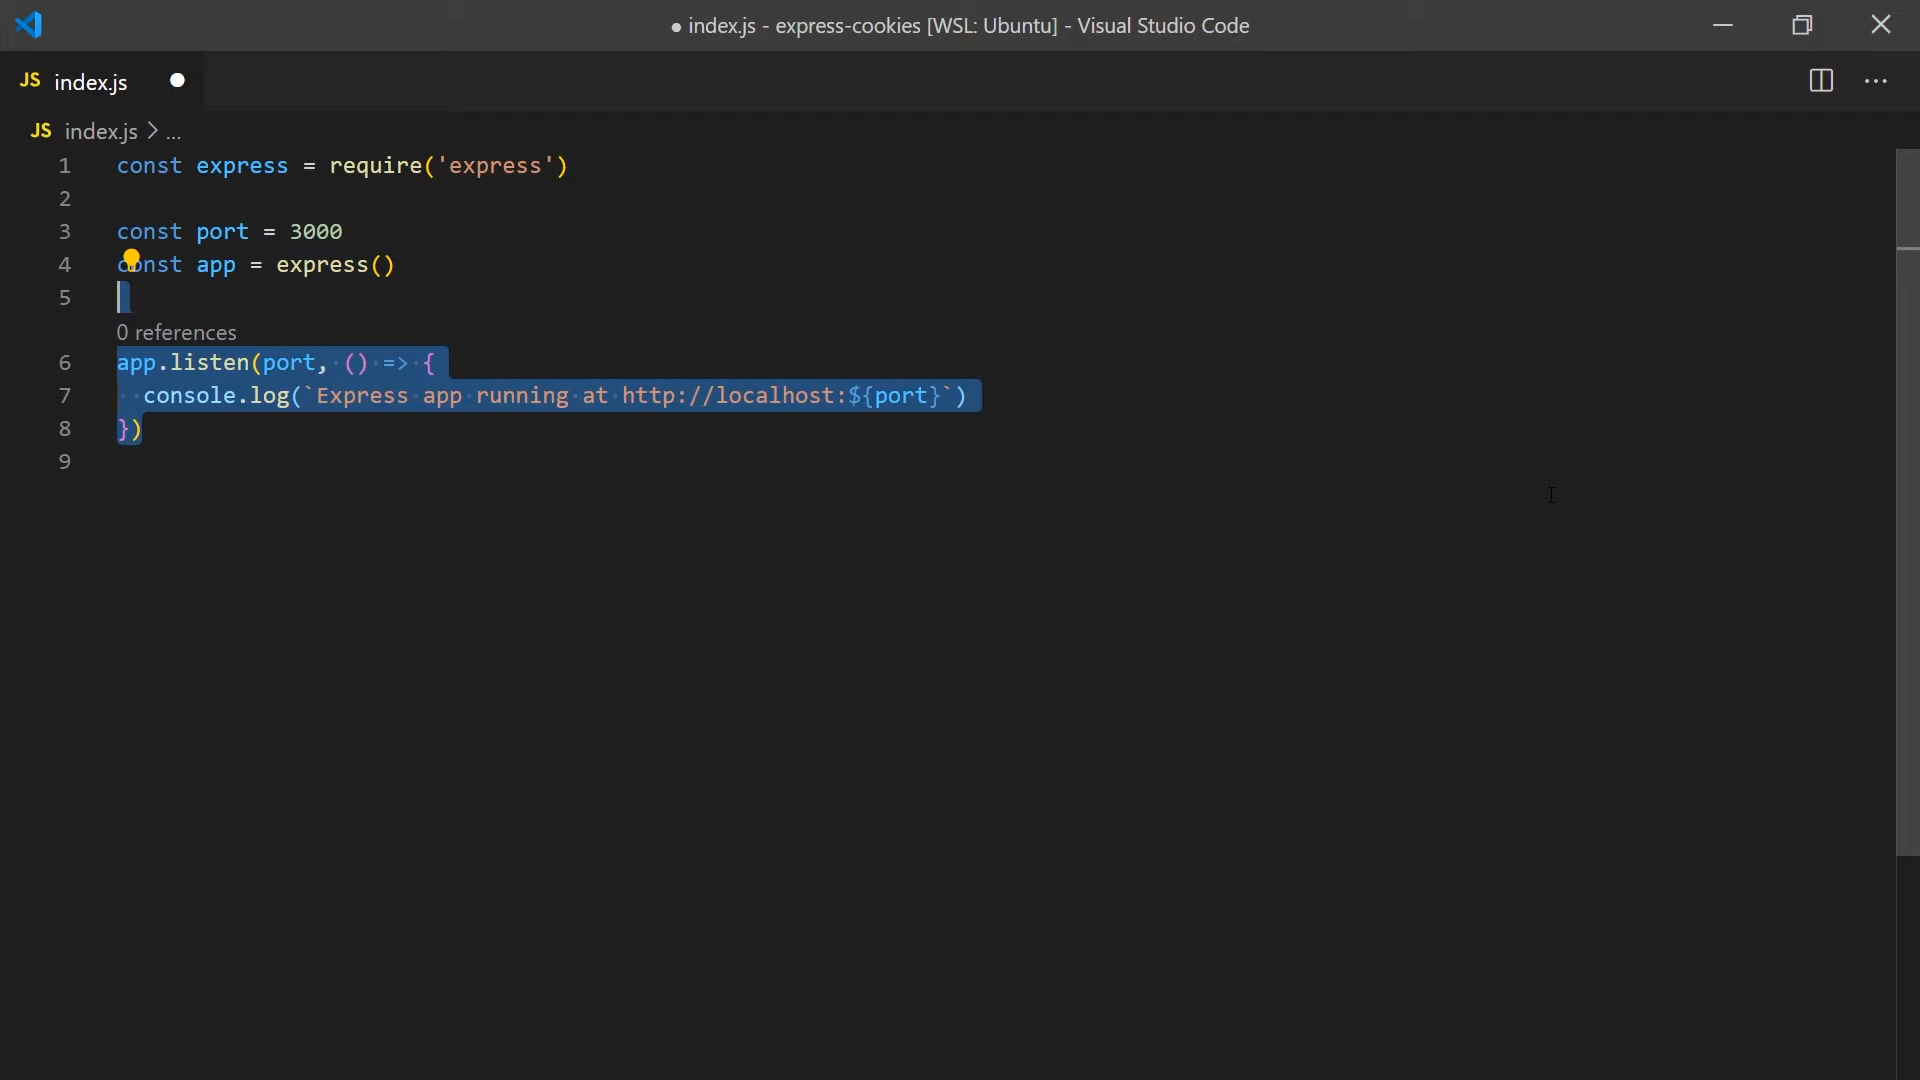 ● index.js - express-cookies [WSL: Ubuntu] - Visual Studio Code
JS index.js
JS index.js > ...
1 const express = require('express')
2
3 const port = 3000
4 const app = express()
5
0 references
6 app.listen(port, () => {
7   console.log(`Express app running at http://localhost:${port}`)
8 })
9